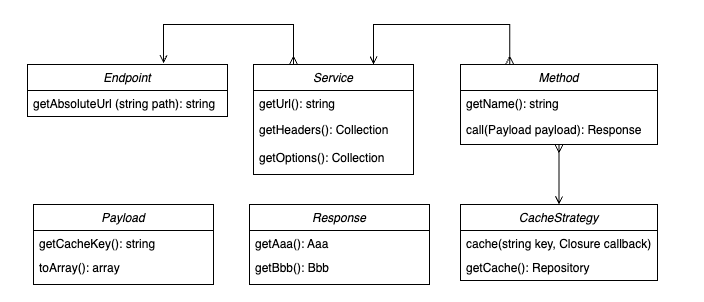 Endpoint
getAbsoluteUrl (string path): string
Service
getUrl(): string
getHeaders(): Collection
getOptions(): Collection
Method
getName(): string
call(Payload payload): Response
Payload
getCacheKey(): string
toArray(): array
Response
getAaa(): Aaa
getBbb(): Bbb
CacheStrategy
cache(string key, Closure callback)
getCache(): Repository